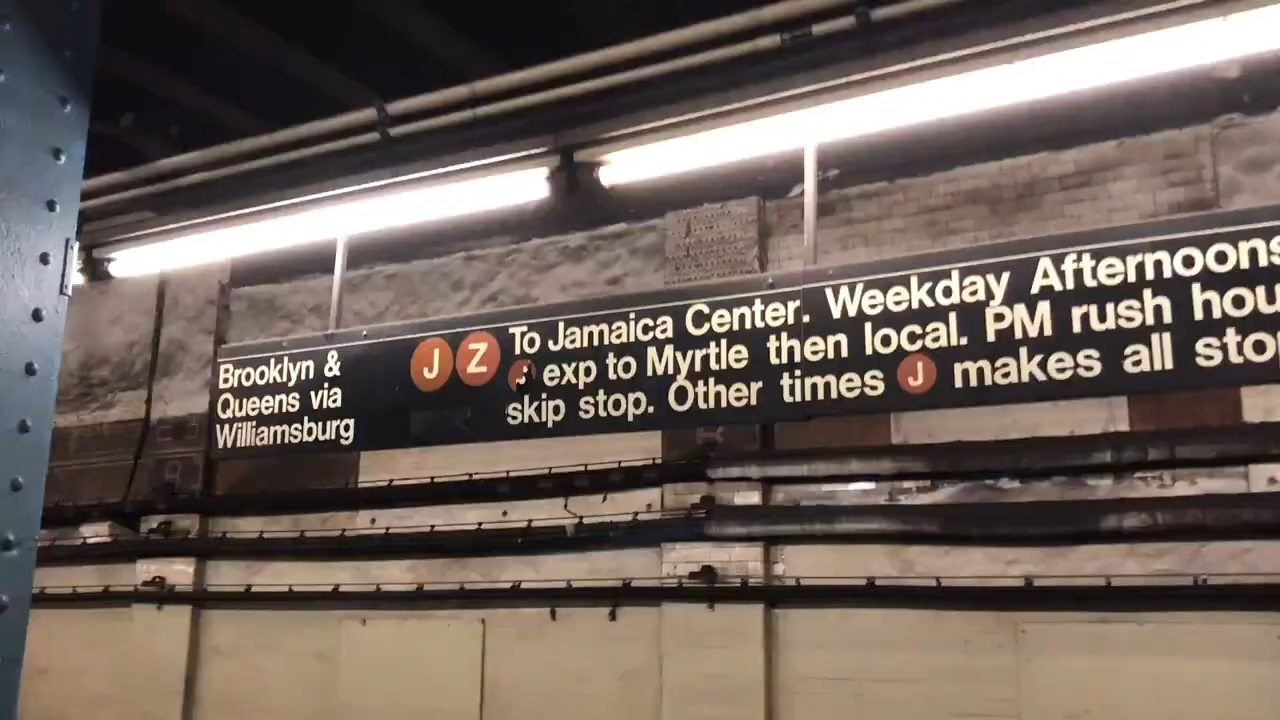 Brooklyn &
Queens via
Williamsburg
J Z To Jamaica Center. Weekday Afternoons
J exp to Myrtle then local. PM rush hou
skip stop. Other times J makes all sto